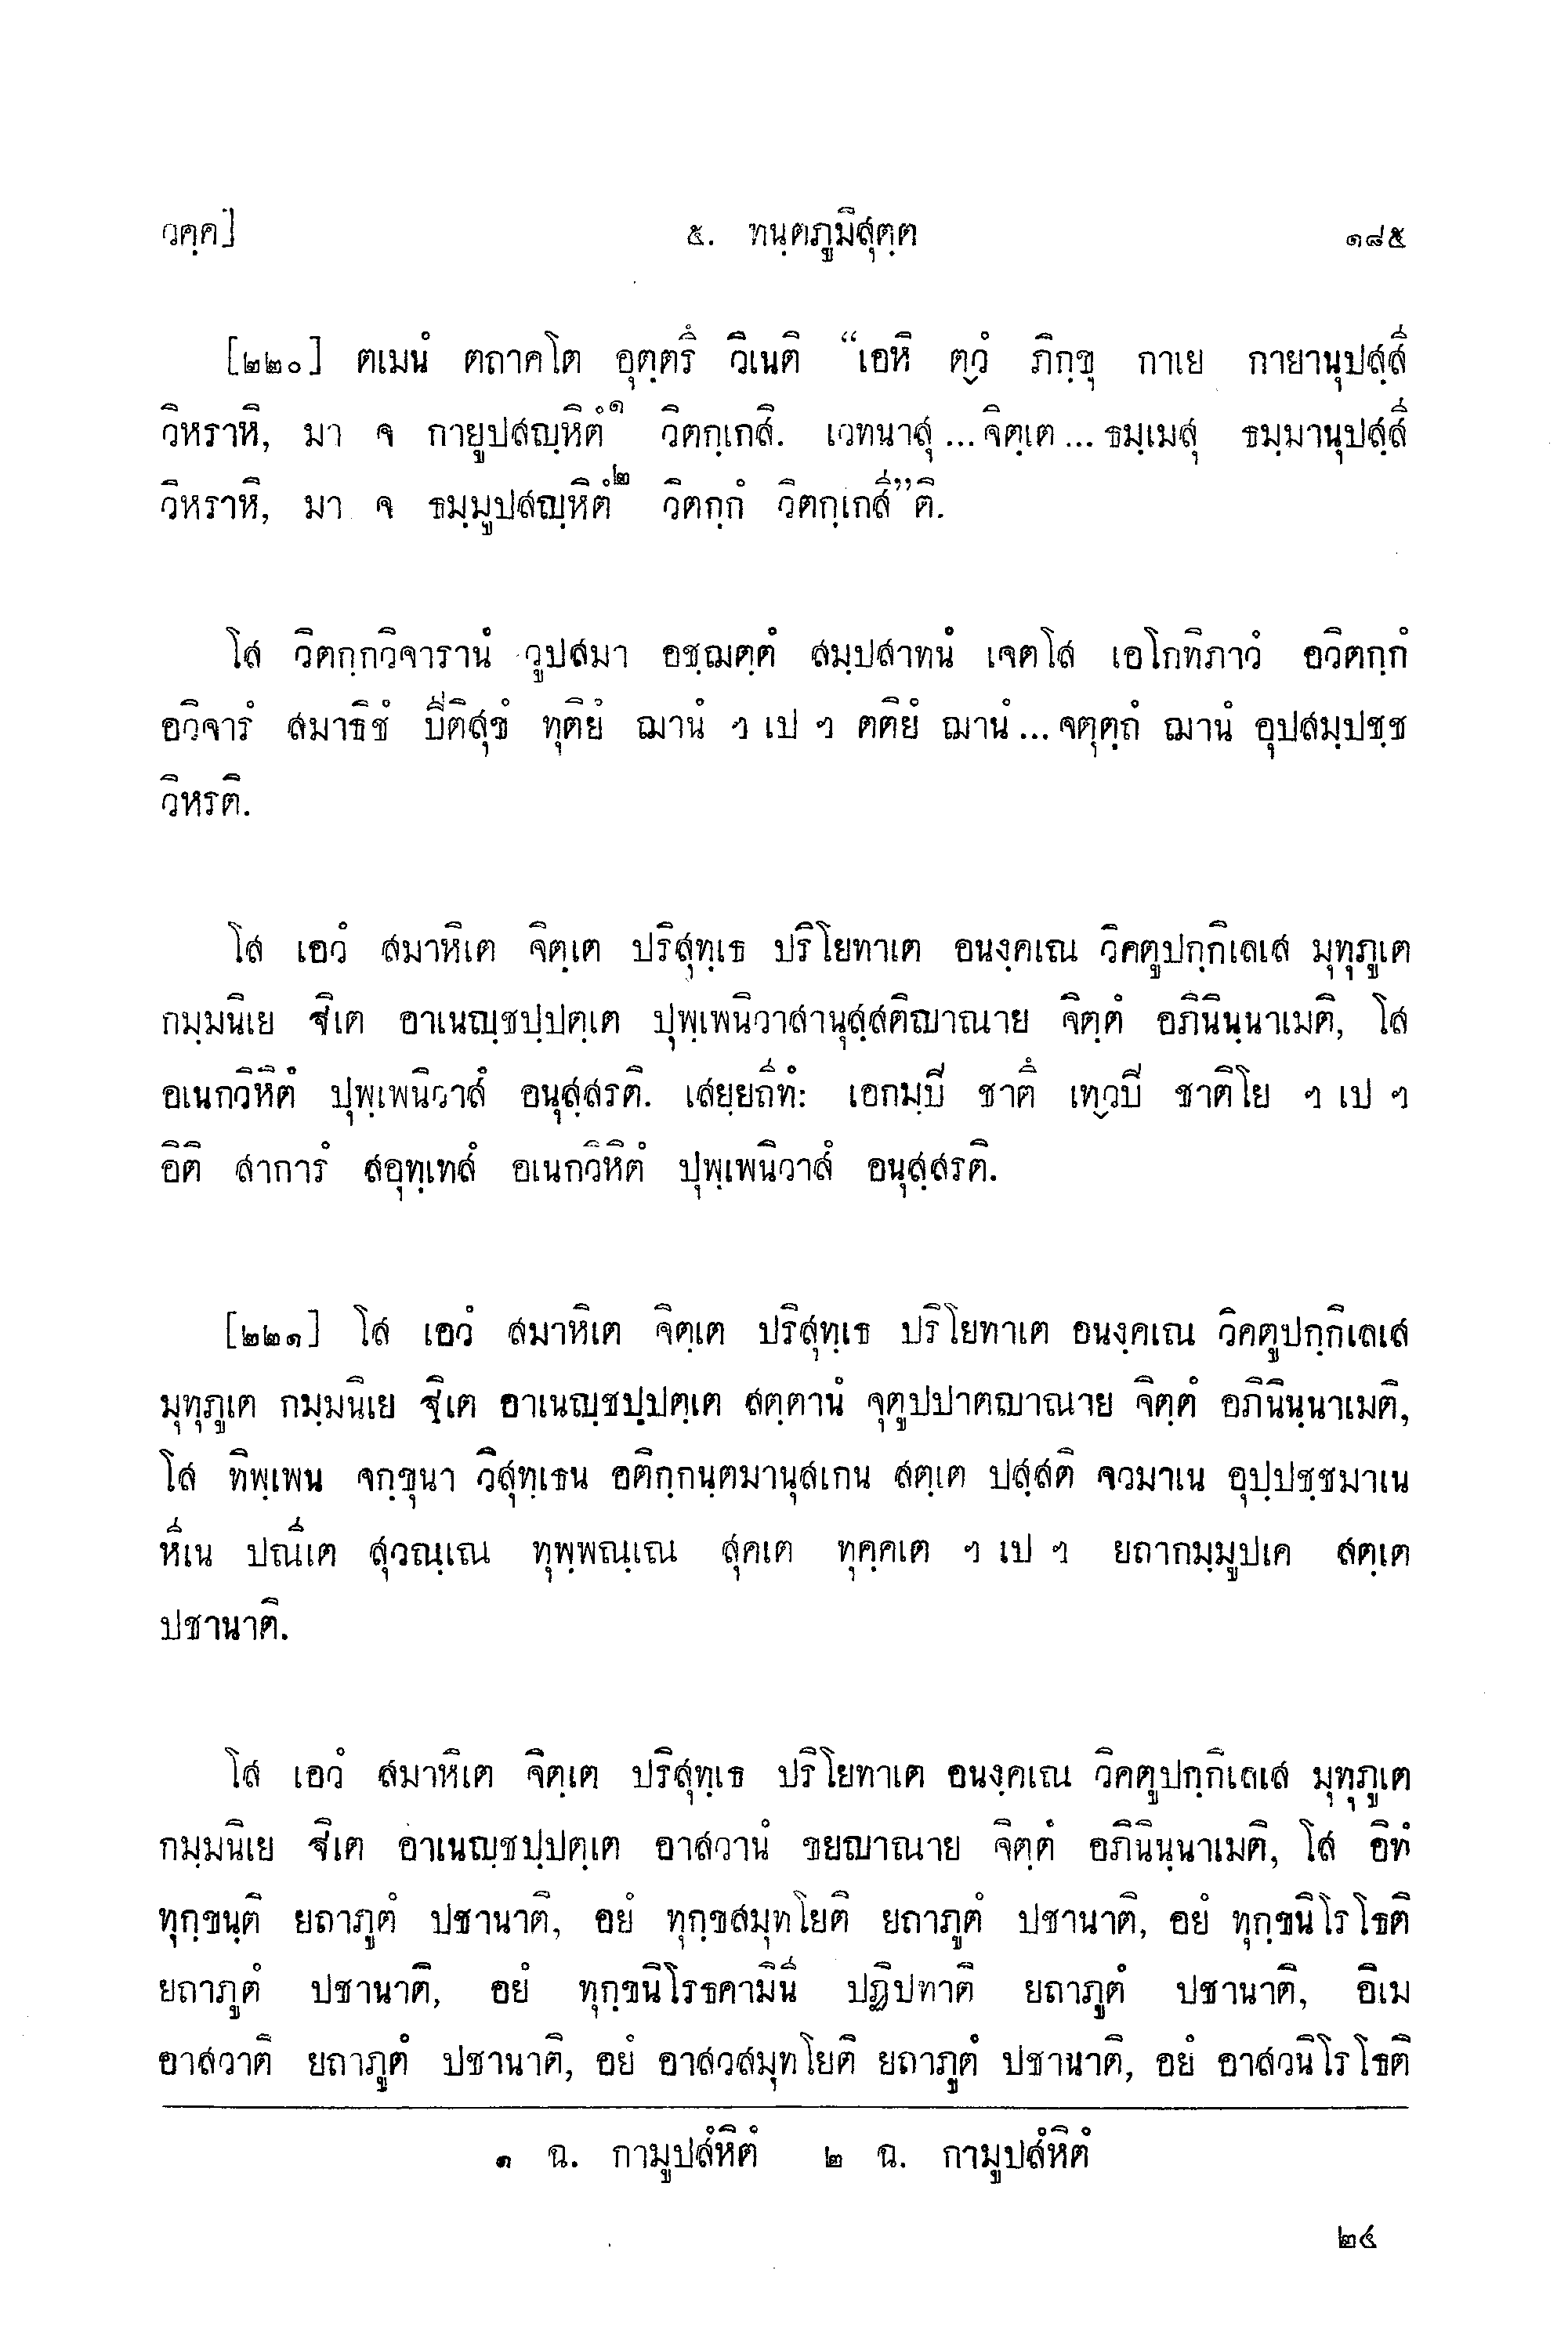 วคฺค]	๕. ทนฺตภูมิสุตฺต	๑๘๕
[๒๒๐] ตเมนํ ตถาคโต อุตฺตรึ วิเนติ “เอหิ ตฺวํ ภิกฺขุ กาเย กายานุปสฺสี
วิหราหิ, มา จ กายูปสญฺหิตํ๑ วิตกฺเกสิ. เวทนาสุ ... จิตฺเต ... ธมฺเมสุ ธมฺมานุปสฺสี
วิหราหิ, มา จ ธมฺมูปสญฺหิตํ๒ วิตกฺกํ วิตกฺเกสี”ติ.
โส วิตกฺกวิจารานํ วูปสมา อชฺฌตฺตํ สมฺปสาทนํ เจตโส เอโกทิภาวํ อวิตกฺกํ
อวิจารํ สมาธิชํ ปีติสุขํ ทุติยํ ฌานํ ฯ เป ฯ ตติยํ ฌานํ ... จตุตฺถํ ฌานํ อุปสมฺปชฺช
วิหรติ.
โส เอวํ สมาหิเต จิตฺเต ปริสุทฺเธ ปริโยทาเต อนงฺคเณ วิคตูปกฺกิเลเส มุทุภูเต
กมฺมนิเย ฐิเต อาเนญฺชปฺปตฺเต ปุพฺเพนิวาสานุสฺสติญาณาย จิตฺตํ อภินินฺนาเมติ, โส
อเนกวิหิตํ ปุพฺเพนิวาสํ อนุสฺสรติ. เสยฺยถีทํ: เอกมฺปิ ชาตึ เทฺวปิ ชาติโย ฯ เป ฯ
อิติ สาการํ สอุทฺเทสํ อเนกวิหิตํ ปุพฺเพนิวาสํ อนุสฺสรติ.
[๒๒๑] โส เอวํ สมาหิเต จิตฺเต ปริสุทฺเธ ปริโยทาเต อนงฺคเณ วิคตูปกฺกิเลเส
มุทุภูเต กมฺมนิเย ฐิเต อาเนญฺชปฺปตฺเต สตฺตานํ จุตูปปาตญาณาย จิตฺตํ อภินินฺนาเมติ,
โส ทิพฺเพน จกฺขุนา วิสุทฺเธน อติกฺกนฺตมานุสเกน สตฺเต ปสฺสติ จวมาเน อุปฺปชฺชมาเน
หีเน ปณีเต สุวณฺเณ ทุพฺพณฺเณ สุคเต ทุคฺคเต ฯ เป ฯ ยถากมฺมูปเค สตฺเต
ปชานาติ.
โส เอวํ สมาหิเต จิตฺเต ปริสุทฺเธ ปริโยทาเต อนงฺคเณ วิคตูปกฺกิเลเส มุทุภูเต
กมฺมนิเย ฐิเต อาเนญฺชปฺปตฺเต อาสวานํ ขยญาณาย จิตฺตํ อภินินฺนาเมติ, โส อิทํ
ทุกฺขนฺติ ยถาภูตํ ปชานาติ, อยํ ทุกฺขสมุทโยติ ยถาภูตํ ปชานาติ, อยํ ทุกฺขนิโรโธติ
ยถาภูตํ ปชานาติ, อยํ ทุกฺขนิโรธคามินี ปฏิปทาติ ยถาภูตํ ปชานาติ, อิเม
อาสวาติ ยถาภูตํ ปชานาติ, อยํ อาสวสมุทโยติ ยถาภูตํ ปชานาติ, อยํ อาสวนิโรโธติ
๑ ฉ. กามูปสํหิตํ	๒ ฉ. กามูปสํหิตํ
๒๔